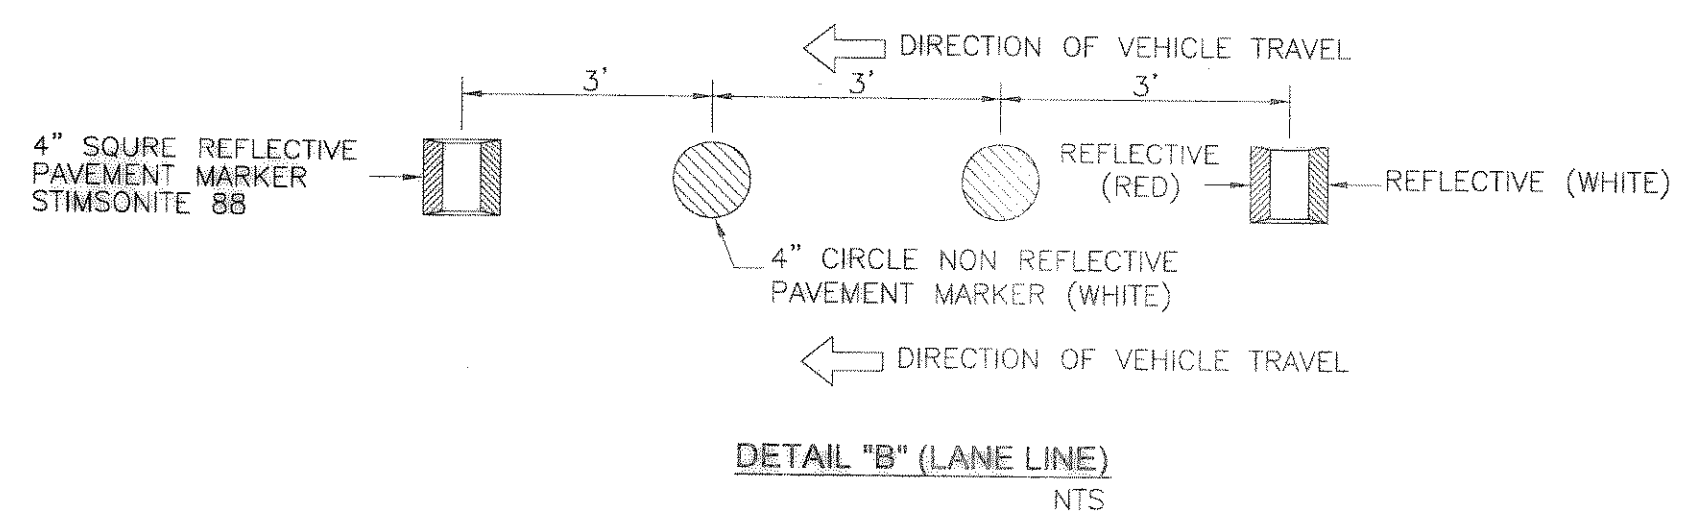 DIRECTION OF VEHICLE TRAVEL
3' 3' 3'
4" SQURE REFLECTIVE
PAVEMENT MARKER
STIMSONITE 88
REFLECTIVE
(RED)
REFLECTIVE (WHITE)
4" CIRCLE NON REFLECTIVE
PAVEMENT MARKER (WHITE)
DIRECTION OF VEHICLE TRAVEL
DETAIL "B" (LANE LINE)
NTS